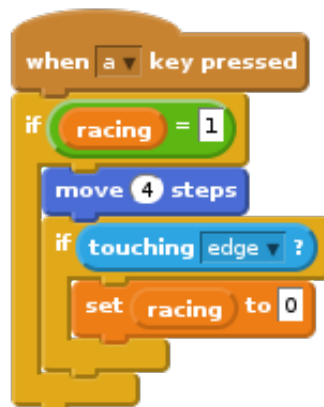 when a key pressed
if racing = 1
move 4 steps
if touching edge ?
set racing to 0